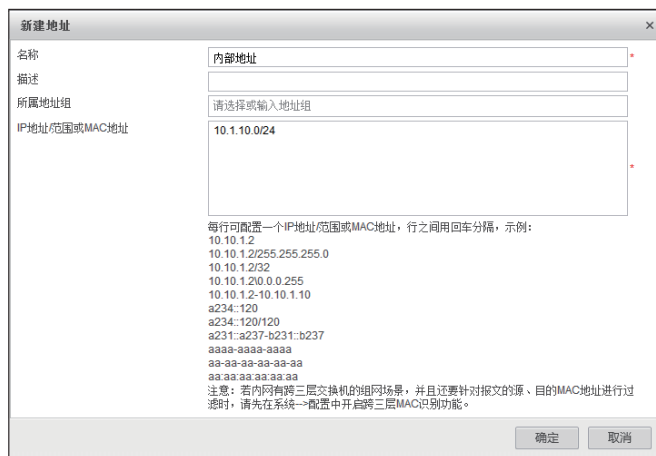 新建地址
×
名称
内部地址
*
描述
所属地址组
请选择或输入地址组
IP地址/范围或MAC地址
10.1.10.0/24
*
每行可配置一个IP地址/范围或MAC地址，行之间用回车分隔，示例：
10.10.1.2
10.10.1.2/255.255.255.0
10.10.1.2/32
10.10.1.2\0.0.0.255
10.10.1.2-10.10.1.10
a234::120
a234::120/120
a231::a237-b231::b237
aaaa-aaaa-aaaa
aa-aa-aa-aa-aa-aa
aa:aa:aa:aa:aa:aa
注意：若内网有跨三层交换机的组网场景，并且还要针对报文的源、目的MAC地址进行过
滤时，请先在系统-->配置中开启跨三层MAC识别功能。
确定
取消